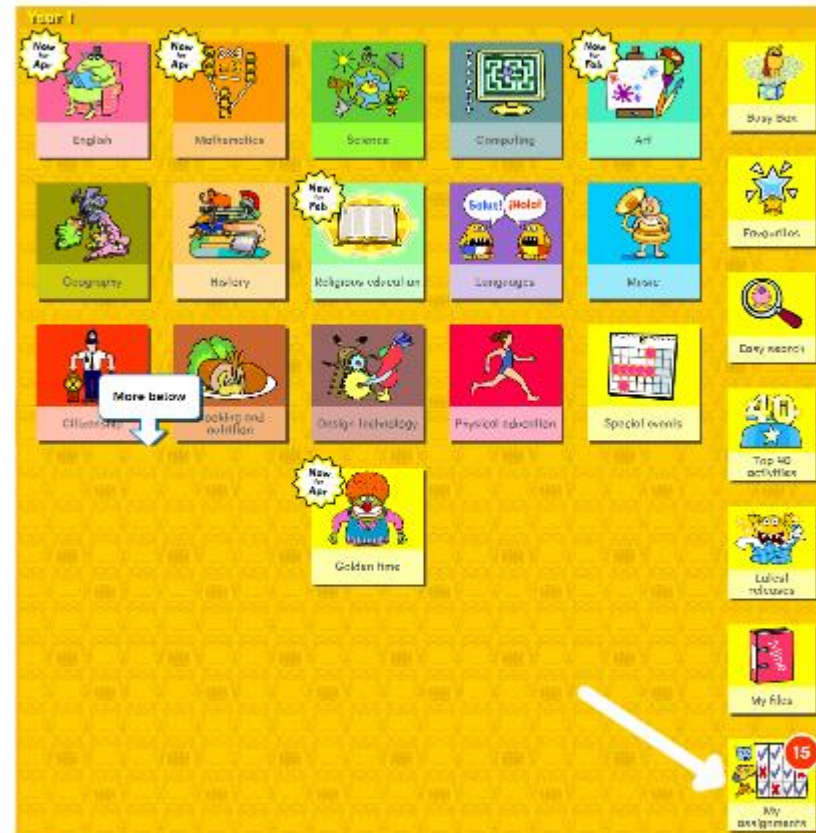 Year 1
New
for
Apr
New
for
Apr
New
for
Feb
English
Mathematics
Science
Computing
Art
Busy Bee
New
for
Feb
Salut!
¡Hola!
Geography
History
Religious education
Languages
Music
Favourites
Easy search
More below
Citizenship
Cooking and
nutrition
Design technology
Physical education
Special events
40
Top 40
activities
New
for
Apr
Golden time
Latest
releases
My files
15
My
assignments